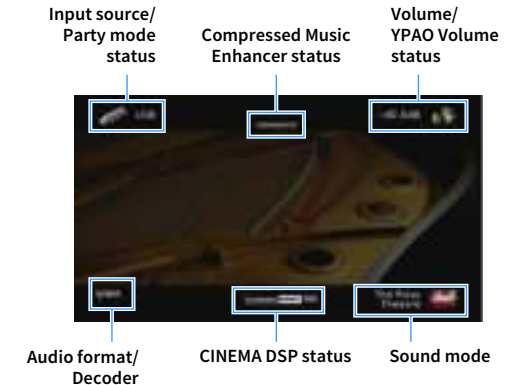 Input source/
Party mode
status
Compressed Music
Enhancer status
Volume/
YPAO Volume
status
USB
Audio format/
Decoder
CINEMA DSP status
Sound mode